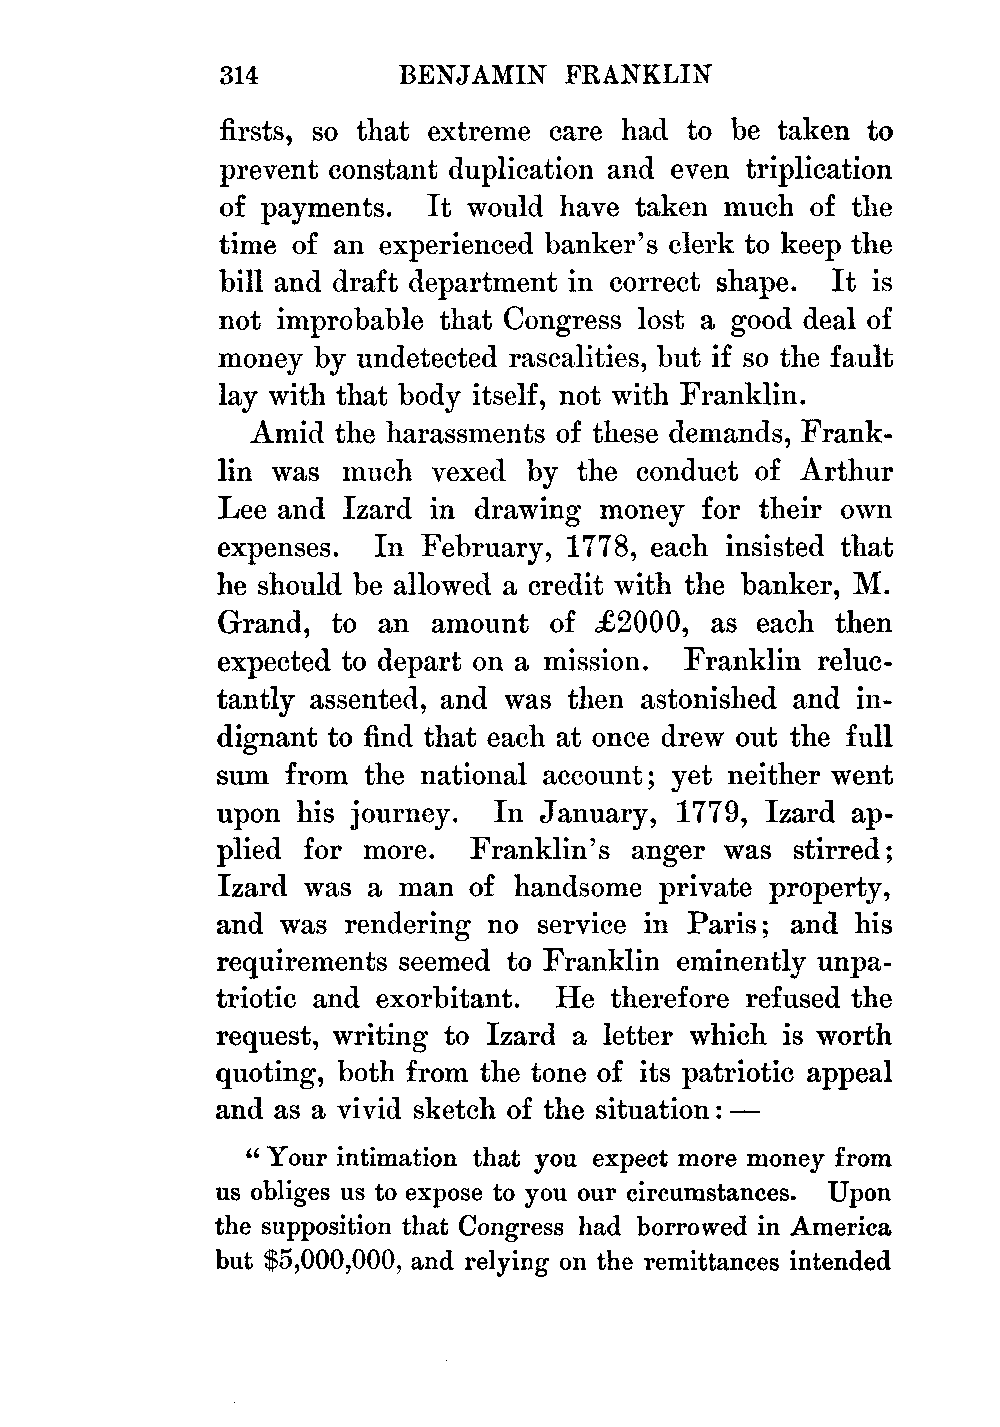 314 BENJAMIN FRANKLIN
firsts, so that extreme care had to be taken to
prevent constant duplication and even triplication
of payments. It would have taken much of the
time of an experienced banker's clerk to keep the
bill and draft department in correct shape. It is
not improbable that Congress lost a good deal of
money by undetected rascalities, but if so the fault
lay with that body itself, not with Franklin.
Amid the harassments of these demands, Frank-
lin was much vexed by the conduct of Arthur
Lee and Izard in drawing money for their own
expenses. In February, 1778, each insisted that
he should be allowed a credit with the banker, M.
Grand, to an amount of £2000, as each then
expected to depart on a mission. Franklin reluc-
tantly assented, and was then astonished and in-
dignant to find that each at once drew out the full
sum from the national account; yet neither went
upon his journey. In January, 1779, Izard ap-
plied for more. Franklin's anger was stirred;
Izard was a man of handsome private property,
and was rendering no service in Paris; and his
requirements seemed to Franklin eminently unpa-
triotic and exorbitant. He therefore refused the
request, writing to Izard a letter which is worth
quoting, both from the tone of its patriotic appeal
and as a vivid sketch of the situation: —
“Your intimation that you expect more money from
us obliges us to expose to you our circumstances. Upon
the supposition that Congress had borrowed in America
but $5,000,000, and relying on the remittances intended